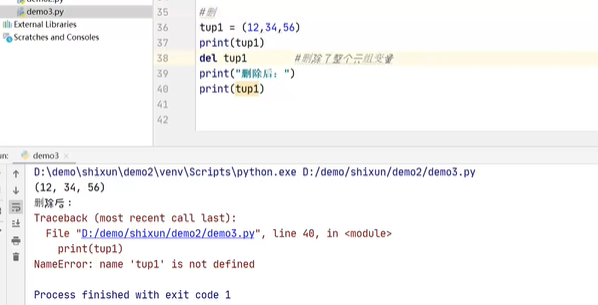 demo3.py
External Libraries
Scratches and Consoles
35 #删
36 tup1 = (12,34,56)
37 print(tup1)
38 del tup1 #删除了整个元组变量
39 print("删除后：")
40 print(tup1)
41
42
un: demo3 ×
D:\demo\shixun\demo2\venv\Scripts\python.exe D:/demo/shixun/demo2/demo3.py
(12, 34, 56)
删除后：
Traceback (most recent call last):
File "D:/demo/shixun/demo2/demo3.py", line 40, in <module>
print(tup1)
NameError: name 'tup1' is not defined
Process finished with exit code 1